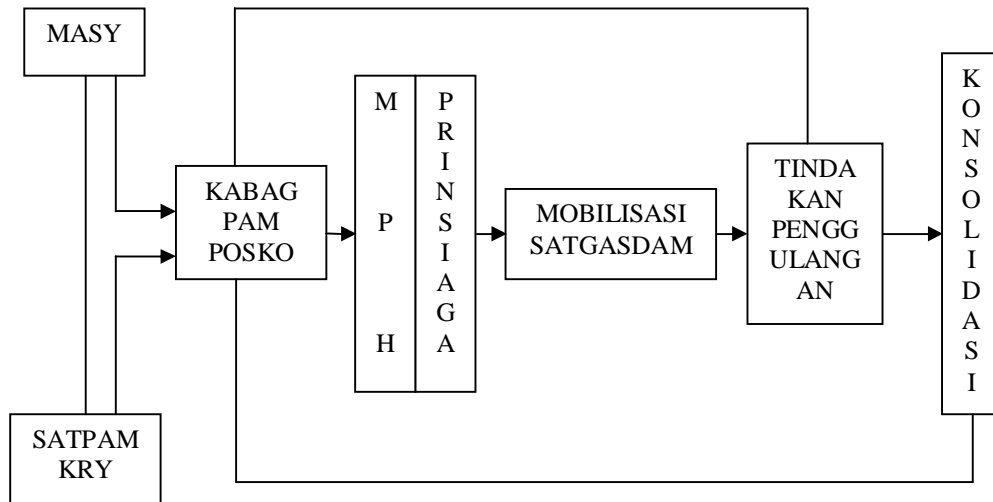 MASY
KABAG
PAM
POSKO
SATPAM
KRY
M
P
H
P
R
I
N
S
I
A
G
A
MOBILISASI
SATGASDAM
TINDA
KAN
PENGG
ULANG
AN
K
O
N
S
O
L
I
D
A
S
I